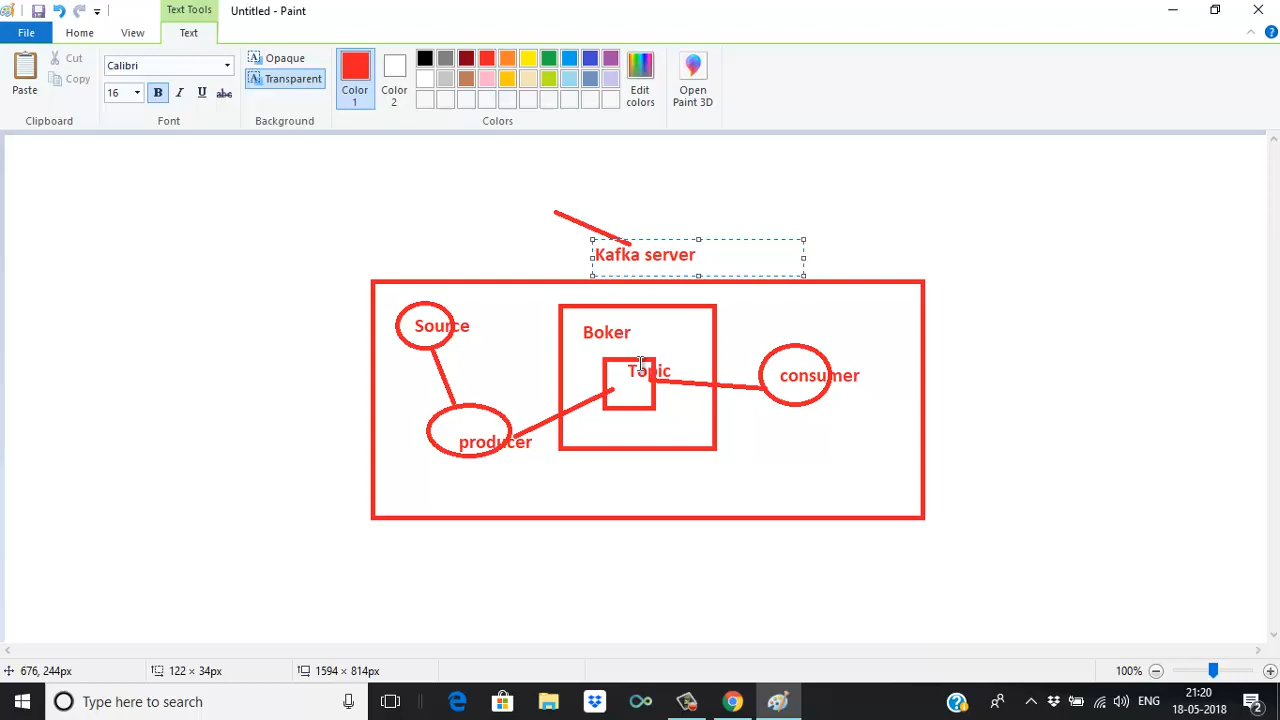 Text Tools
Untitled - Paint
File
Home
View
Text
Paste
Cut
Copy
Clipboard
Calibri
16
B
I
U
abc
Font
Opaque
Transparent
Background
Color 1
Color 2
Edit colors
Colors
Open Paint 3D
Kafka server
Source
Boker
Topic
consumer
producer
676, 244px
122 × 34px
1594 × 814px
100%
Type here to search
ENG
21:20
18-05-2018
2